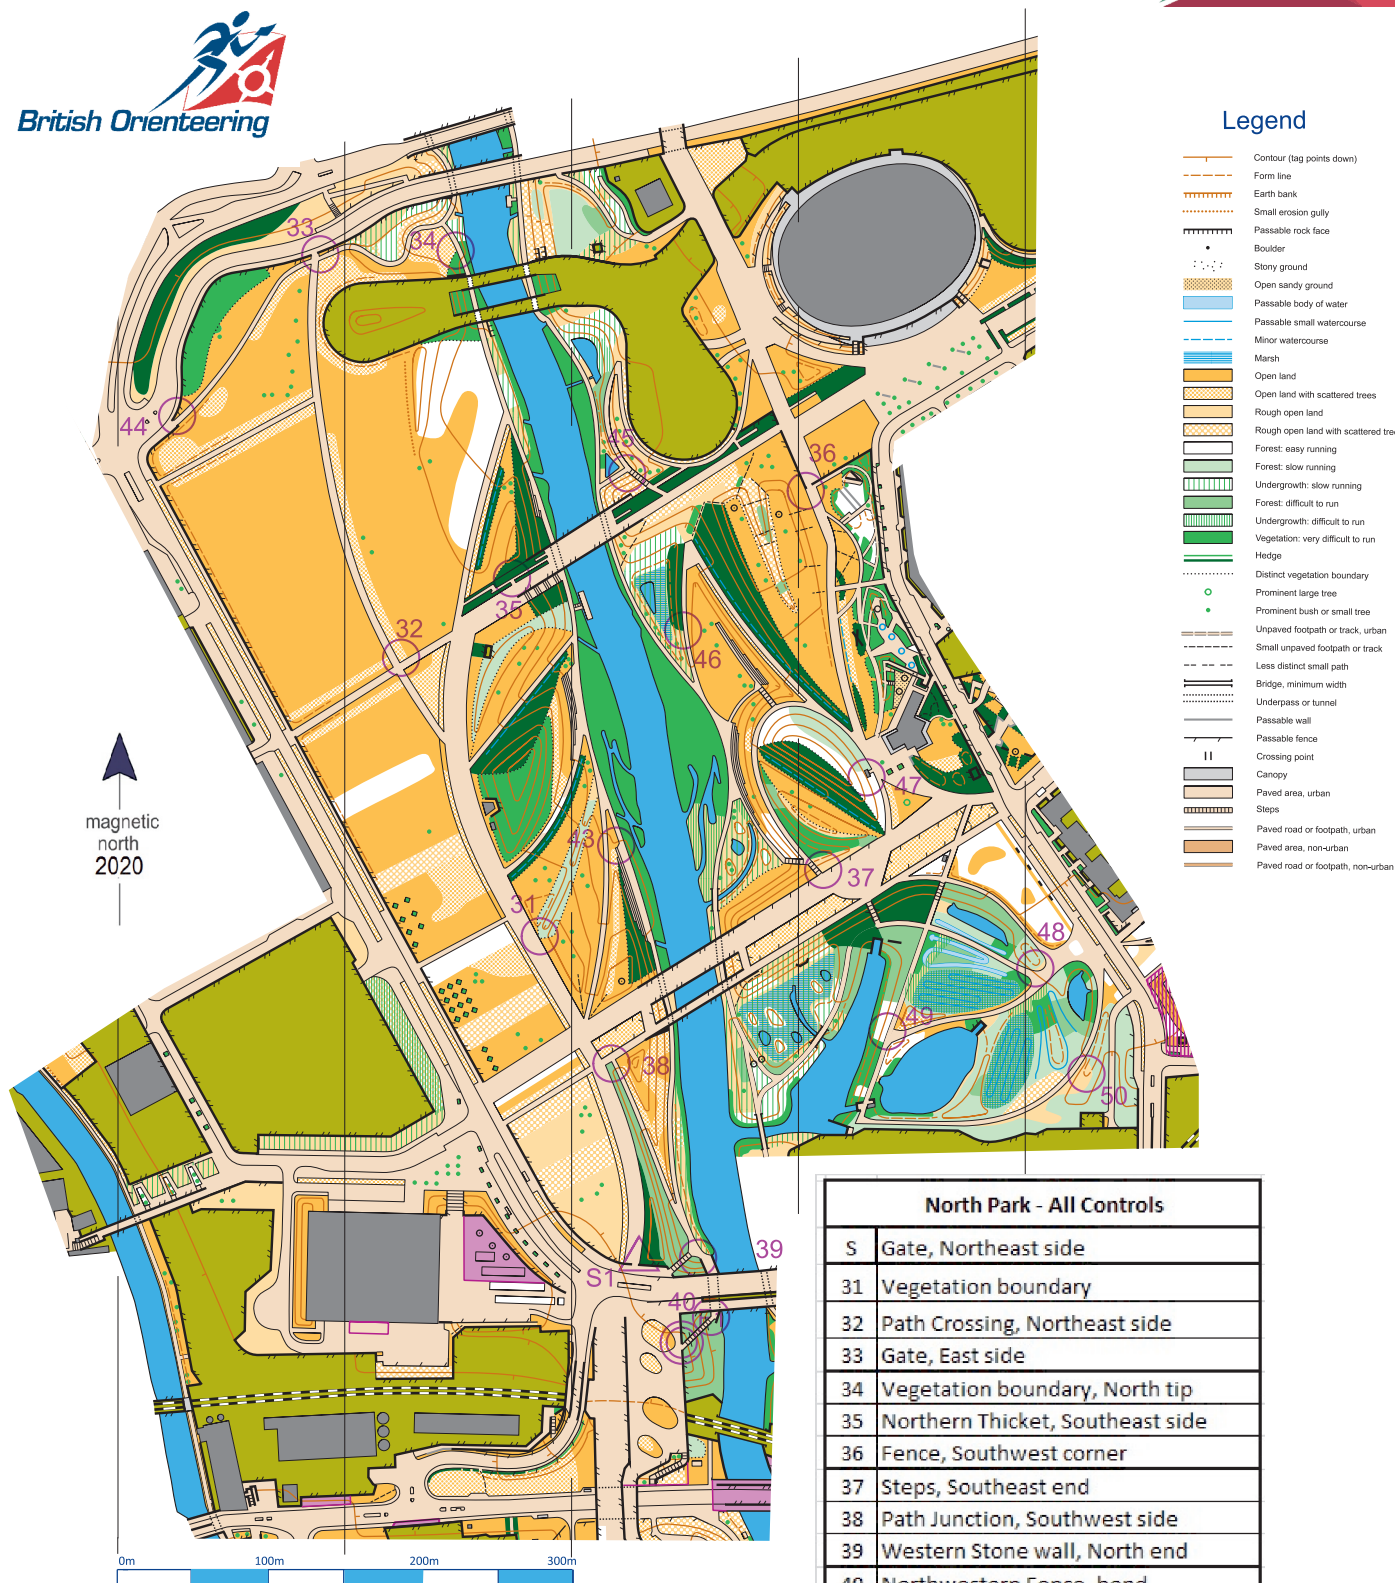 British Orienteering
Legend
Contour (tag points down)
Form line
Earth bank
Small erosion gully
Passable rock face
Boulder
Stony ground
Open sandy ground
Passable body of water
Passable small watercourse
Minor watercourse
Marsh
Open land
Open land with scattered trees
Rough open land
Rough open land with scattered tre
Forest: easy running
Forest: slow running
Undergrowth: slow running
Forest: difficult to run
Undergrowth: difficult to run
Vegetation: very difficult to run
Hedge
Distinct vegetation boundary
Prominent large tree
Prominent bush or small tree
Unpaved footpath or track, urban
Small unpaved footpath or track
Less distinct small path
Bridge, minimum width
Underpass or tunnel
Passable wall
Passable fence
Crossing point
Canopy
Paved area, urban
Steps
Paved road or footpath, urban
Paved area, non-urban
Paved road or footpath, non-urban
33
34
44
45
36
35
32
46
47
43
37
31
48
49
38
50
39
S1
40
magnetic
north
2020
North Park - All Controls
S Gate, Northeast side
31 Vegetation boundary
32 Path Crossing, Northeast side
33 Gate, East side
34 Vegetation boundary, North tip
35 Northern Thicket, Southeast side
36 Fence, Southwest corner
37 Steps, Southeast end
38 Path Junction, Southwest side
39 Western Stone wall, North end
40 Northwestern Fence, bend
0m 100m 200m 300m